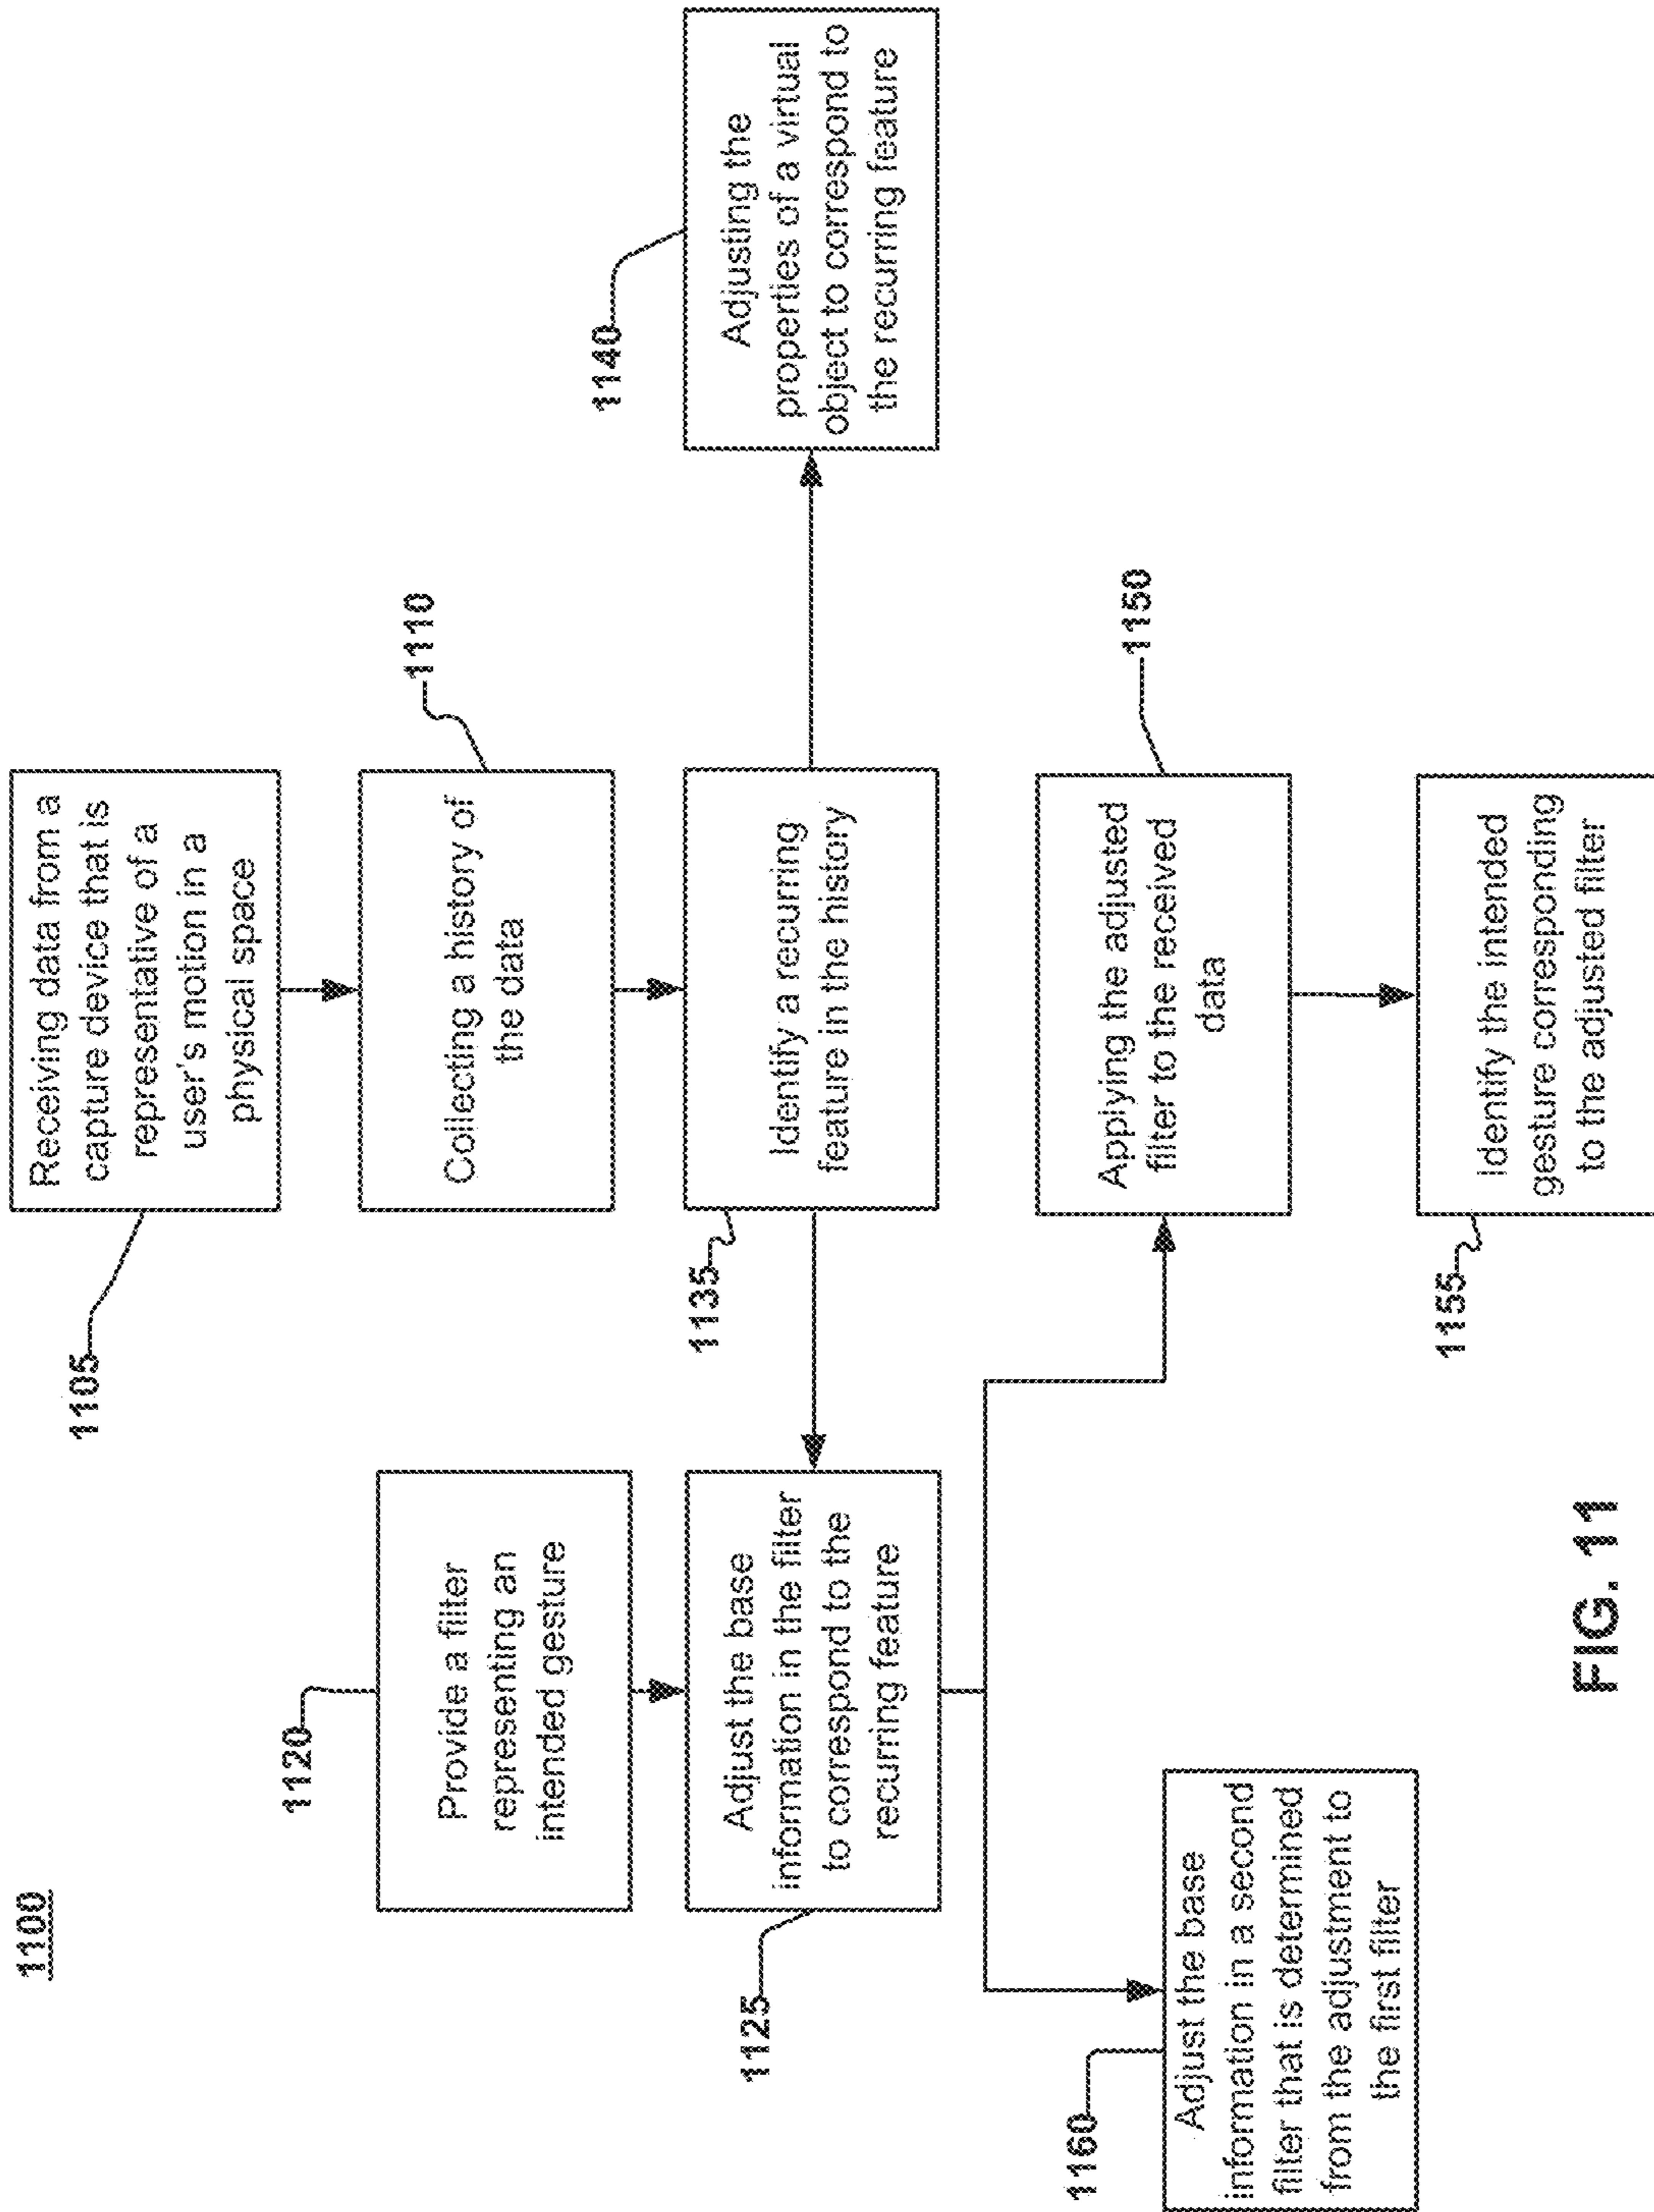 1100
1105
Receiving data from a
capture device that is
representative of a
user's motion in a
physical space
1110
Collecting a history of
the data
1120
Provide a filter
representing an
intended gesture
1135
Identify a recurring
feature in the history
1140
Adjusting the
properties of a virtual
object to correspond to
the recurring feature
1125
Adjust the base
information in the filter
to correspond to the
recurring feature
1150
Applying the adjusted
filter to the received
data
1160
Adjust the base
information in a second
filter that is determined
from the adjustment to
the first filter
1155
Identify the intended
gesture corresponding
to the adjusted filter
FIG. 11